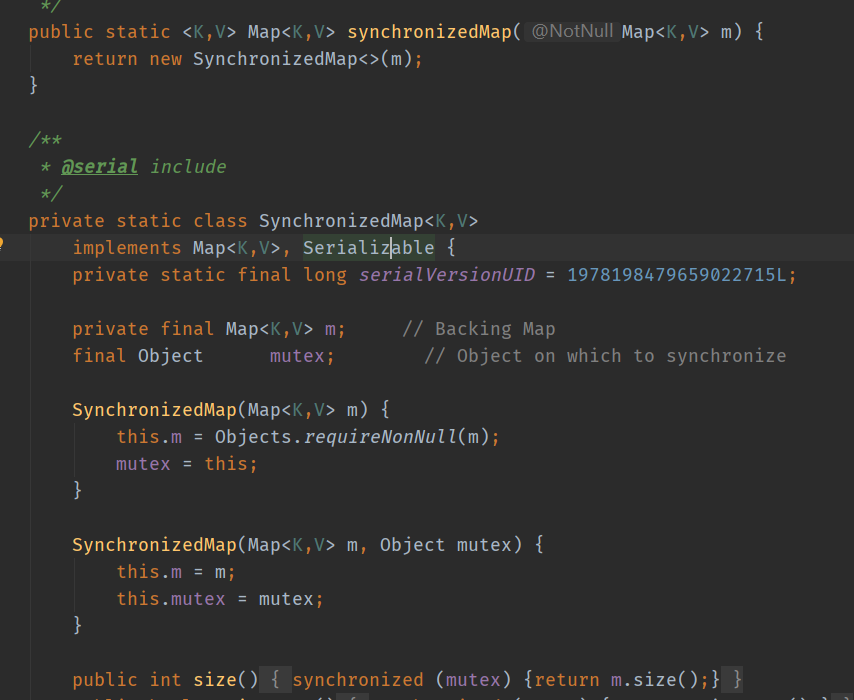 */
public static <K,V> Map<K,V> synchronizedMap( @NotNull Map<K,V> m) {
    return new SynchronizedMap<>(m);
}
/**
 * @serial include
 */
private static class SynchronizedMap<K,V>
    implements Map<K,V>, Serializable {
    private static final long serialVersionUID = 1978198479659022715L;
    private final Map<K,V> m;     // Backing Map
    final Object      mutex;        // Object on which to synchronize
    SynchronizedMap(Map<K,V> m) {
        this.m = Objects.requireNonNull(m);
        mutex = this;
    }
    SynchronizedMap(Map<K,V> m, Object mutex) {
        this.m = m;
        this.mutex = mutex;
    }
    public int size() { synchronized (mutex) {return m.size();} }